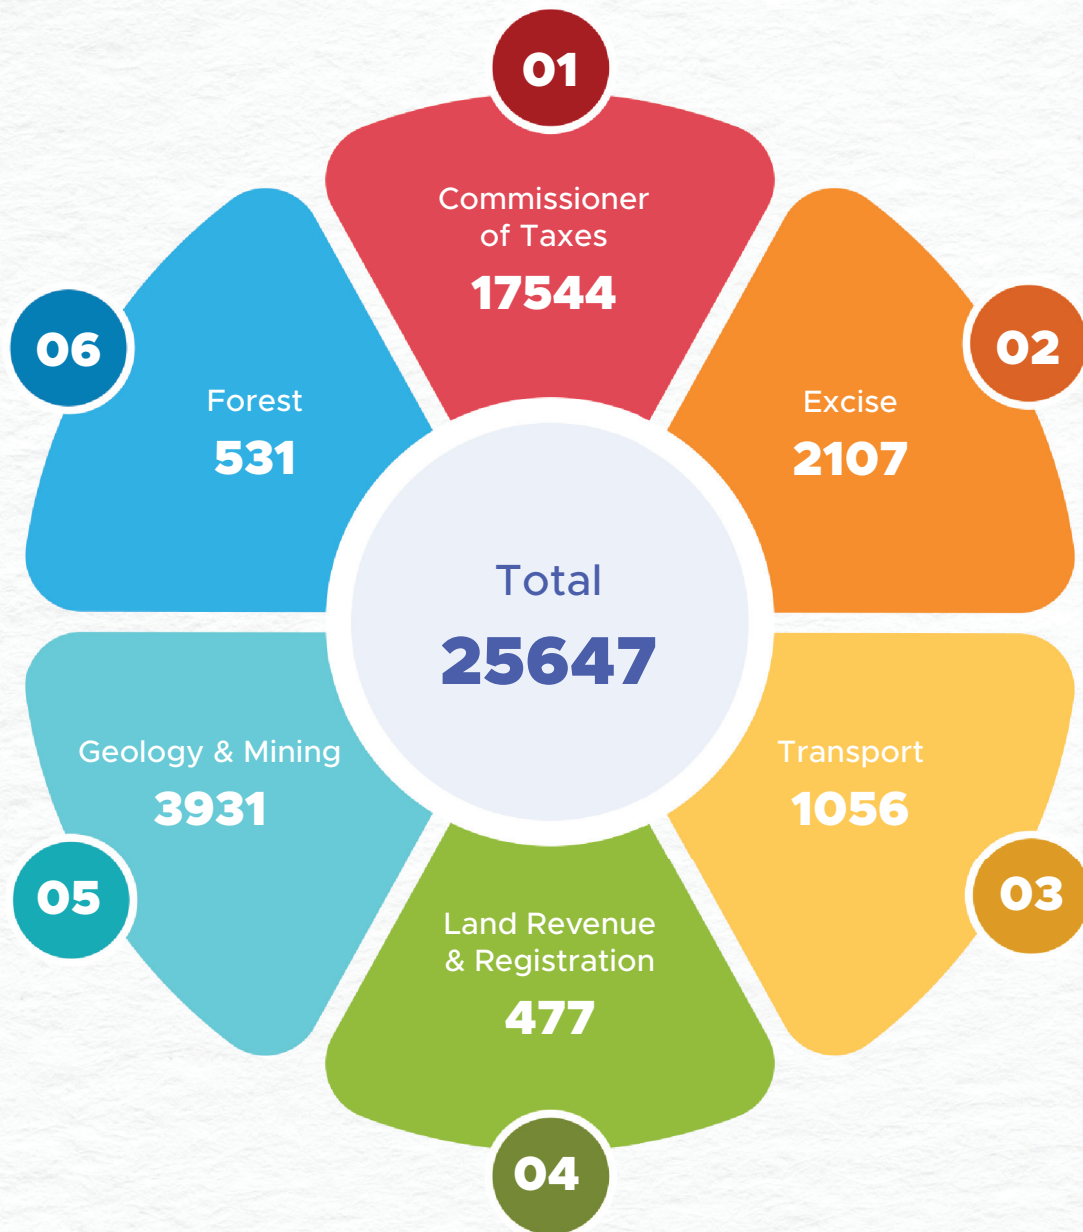 01
Commissioner
of Taxes
17544
02
Excise
2107
03
Transport
1056
04
Land Revenue
& Registration
477
05
Geology & Mining
3931
06
Forest
531
Total
25647